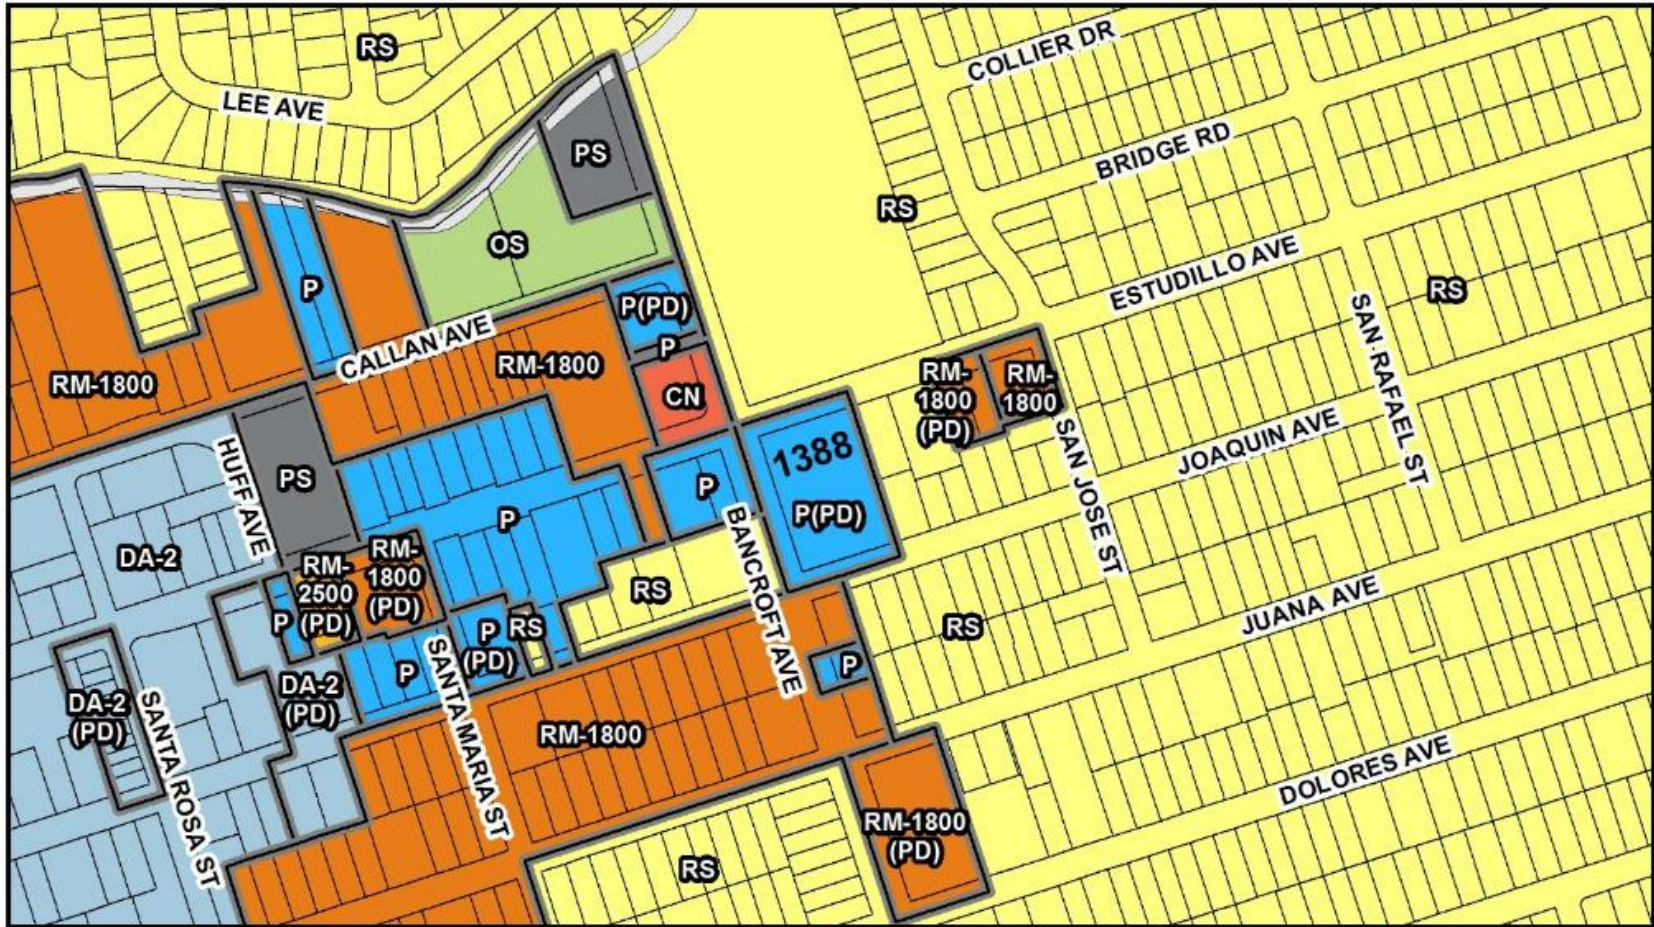 RS
COLLIER DR
LEE AVE
BRIDGE RD
PS
RS
OS
ESTUDILLO AVE
P
P(PD)
RS
SAN RAFAEL ST
CALLAN AVE
P
RM-1800
RM-1800
CN
RM-
1800
(PD)
RM-
1800
JOAQUIN AVE
SAN JOSE ST
HUFF AVE
PS
1388
P(PD)
P
P
BANCROFT AVE
DA-2
RM-
2500
(PD)
RM-
1800
(PD)
RS
JUANA AVE
P
P
(PD)
RS
RS
P
P
SANTA MARIA ST
DA-2
(PD)
DA-2
(PD)
SANTA ROSA ST
RM-1800
DOLORES AVE
RM-1800
(PD)
RS